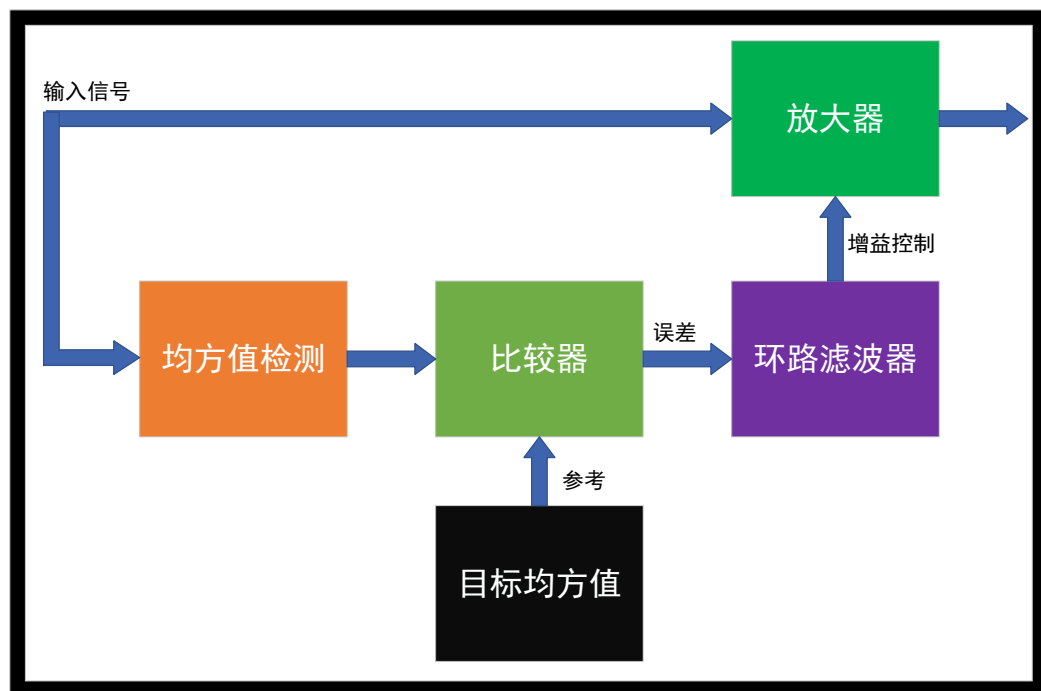 输入信号
放大器
增益控制
均方值检测
比较器
误差
环路滤波器
参考
目标均方值